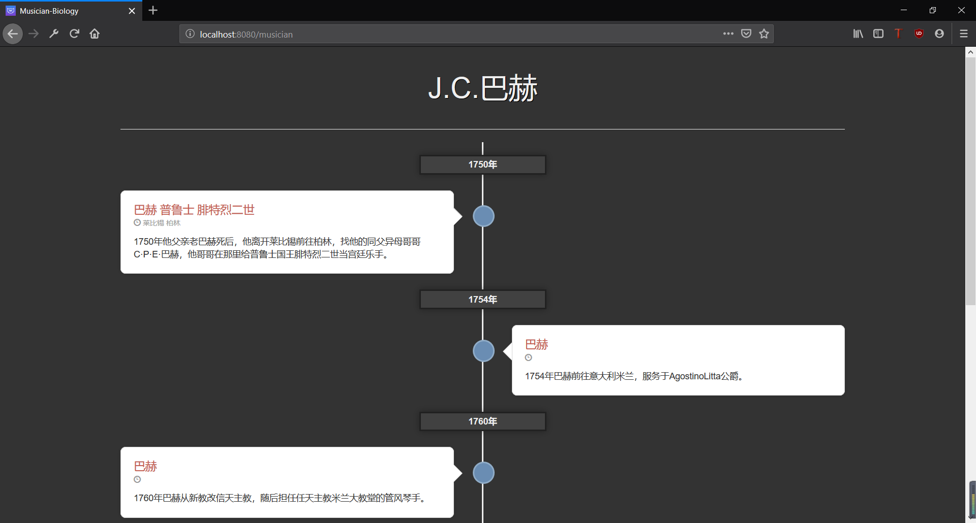 Musician-Biology
localhost:8080/musician
J.C.巴赫
1750年
巴赫 普鲁士 腓特烈二世
莱比锡 柏林
1750年他父亲老巴赫死后，他离开莱比锡前往柏林，找他的同父异母哥哥
C·P·E·巴赫，他哥哥在那里给普鲁士国王腓特烈二世当宫廷乐手。
1754年
巴赫
1754年巴赫前往意大利米兰，服务于AgostinoLitta公爵。
1760年
巴赫
1760年巴赫从新教改信天主教，随后担任任天主教米兰大教堂的管风琴手。